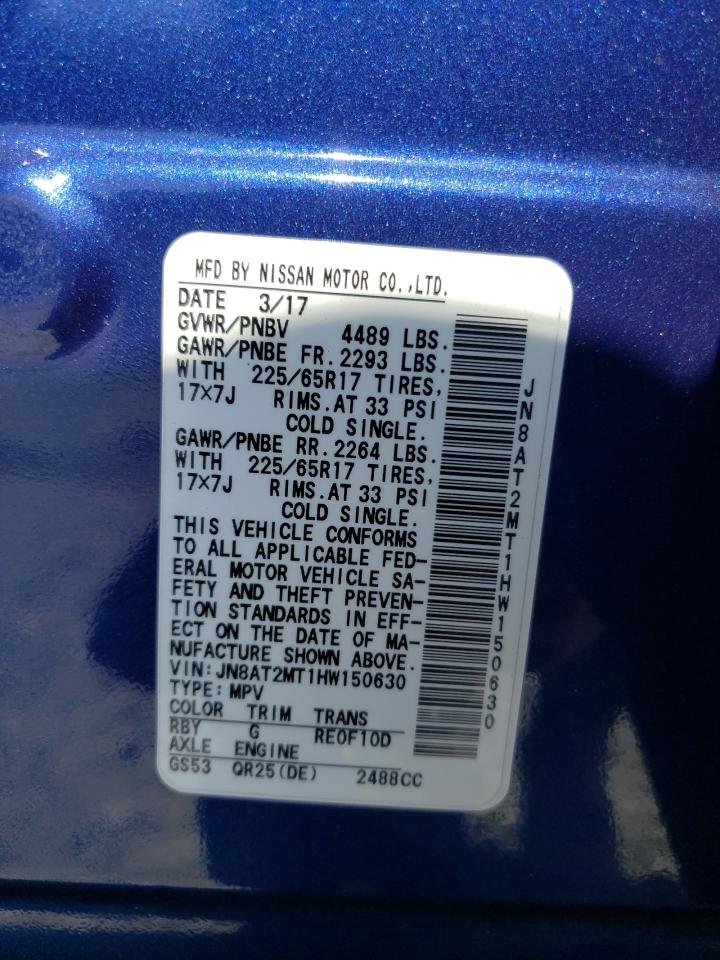 MFD BY NISSAN MOTOR CO.,LTD.
DATE 3/17
GVWR/PNBV 4489 LBS.
GAWR/PNBE FR. 2293 LBS.
WITH 225/65R17 TIRES,
17×7J RIMS.AT 33 PSI
COLD SINGLE.
GAWR/PNBE RR. 2264 LBS.
WITH 225/65R17 TIRES,
17×7J RIMS.AT 33 PSI
COLD SINGLE.
THIS VEHICLE CONFORMS
TO ALL APPLICABLE FED-
ERAL MOTOR VEHICLE SA-
FETY AND THEFT PREVEN-
TION STANDARDS IN EFF-
ECT ON THE DATE OF MA-
NUFACTURE SHOWN ABOVE.
VIN:JN8AT2MT1HW150630
TYPE:MPV
COLOR TRIM TRANS
RBY G RE0F10D
AXLE ENGINE
GS53 QR25(DE) 2488CC
JN8AT2MT1HW150630